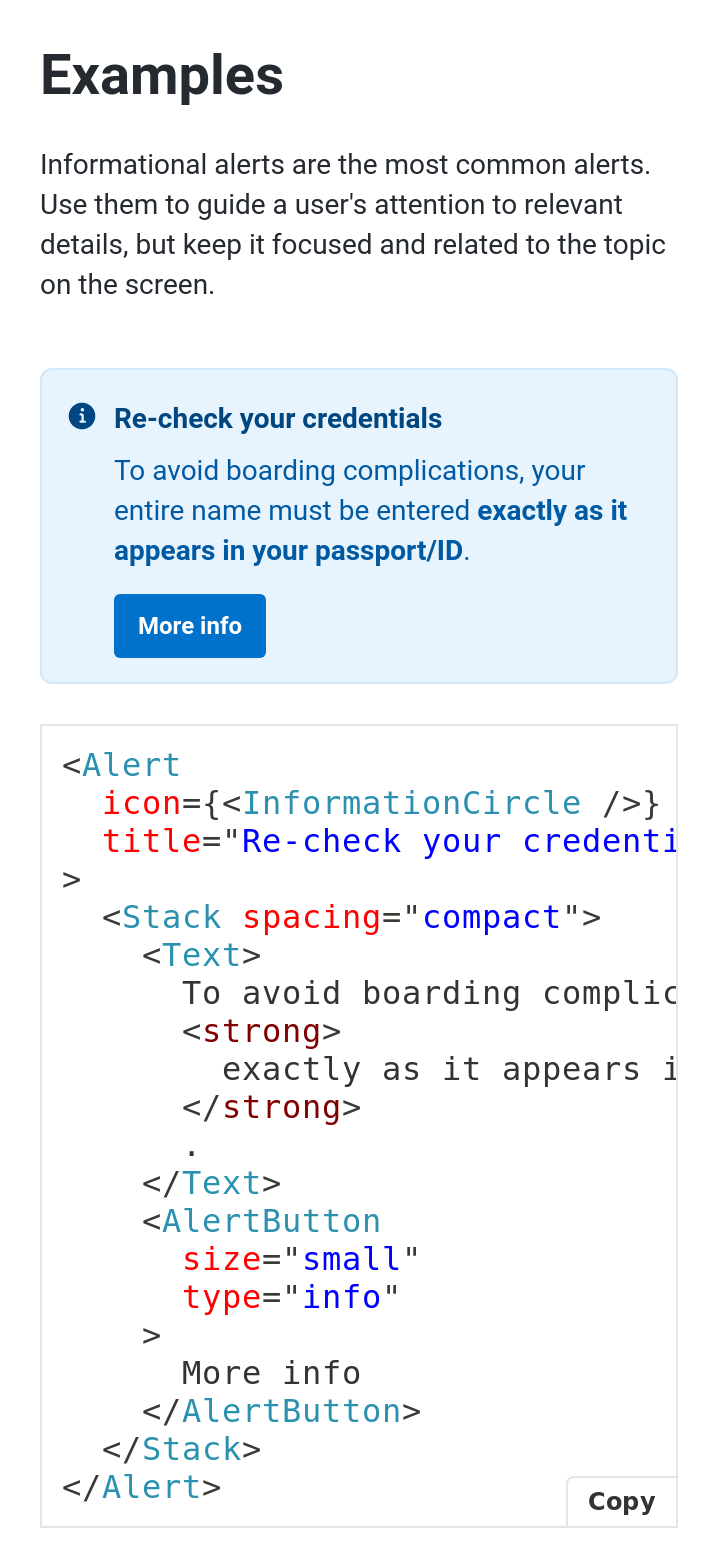 Examples
Informational alerts are the most common alerts.
Use them to guide a user's attention to relevant
details, but keep it focused and related to the topic
on the screen.
Re-check your credentials
To avoid boarding complications, your
entire name must be entered exactly as it
appears in your passport/ID.
More info
<Alert
  icon={<InformationCircle />}
  title="Re-check your credenti
>
  <Stack spacing="compact">
    <Text>
      To avoid boarding complic
      <strong>
        exactly as it appears i
      </strong>
      .
    </Text>
    <AlertButton
      size="small"
      type="info"
    >
      More info
    </AlertButton>
  </Stack>
</Alert>
Copy